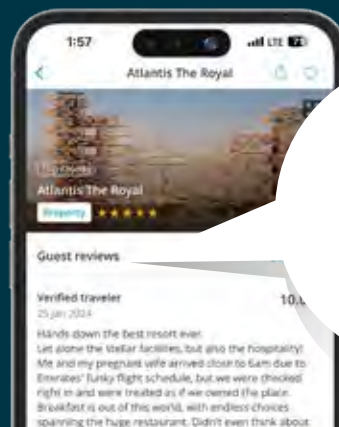 1:57
LTE
Atlantis The Royal
Atlantis The Royal
Property
Guest reviews
Verified traveler
10.
25 Jan 2024
Hands down the best resort ever.
Let alone the stellar facilities, but also the hospitality!
Me and my pregnant wife arrived close to 6am due to
Emirates' funky flight schedule, but we were checked
right in and were treated as if we owned the place.
Breakfast is out of this world, with endless choices
spanning the huge restaurant. Didn't even think about